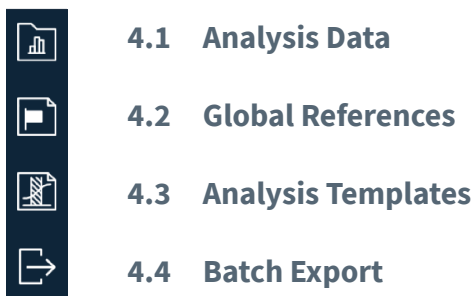 4.1 Analysis Data
4.2 Global References
4.3 Analysis Templates
4.4 Batch Export